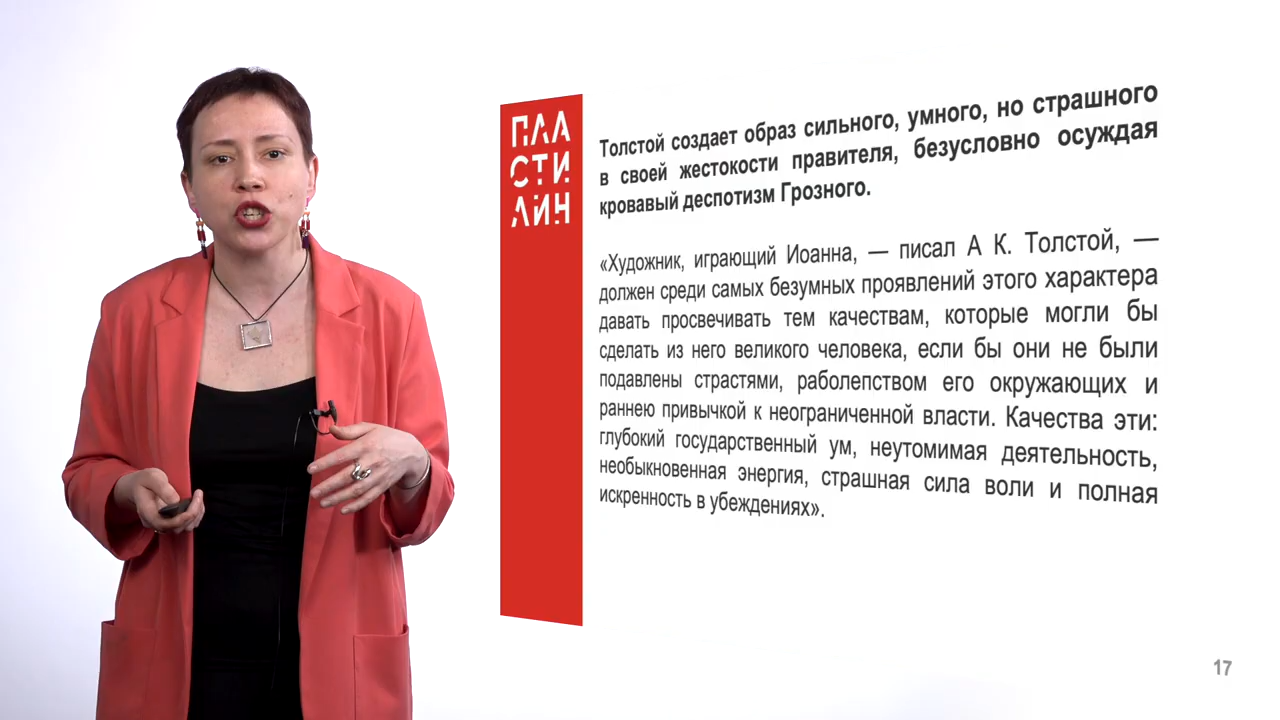 ПЛА
СТИ
ЛИН
Толстой создает образ сильного, умного, но страшного
в своей жестокости правителя, безусловно осуждая
кровавый деспотизм Грозного.
«Художник, играющий Иоанна, — писал А К. Толстой, —
должен среди самых безумных проявлений этого характера
давать просвечивать тем качествам, которые могли бы
сделать из него великого человека, если бы они не были
подавлены страстями, раболепством его окружающих и
раннею привычкой к неограниченной власти. Качества эти:
глубокий государственный ум, неутомимая деятельность,
необыкновенная энергия, страшная сила воли и полная
искренность в убеждениях».
17